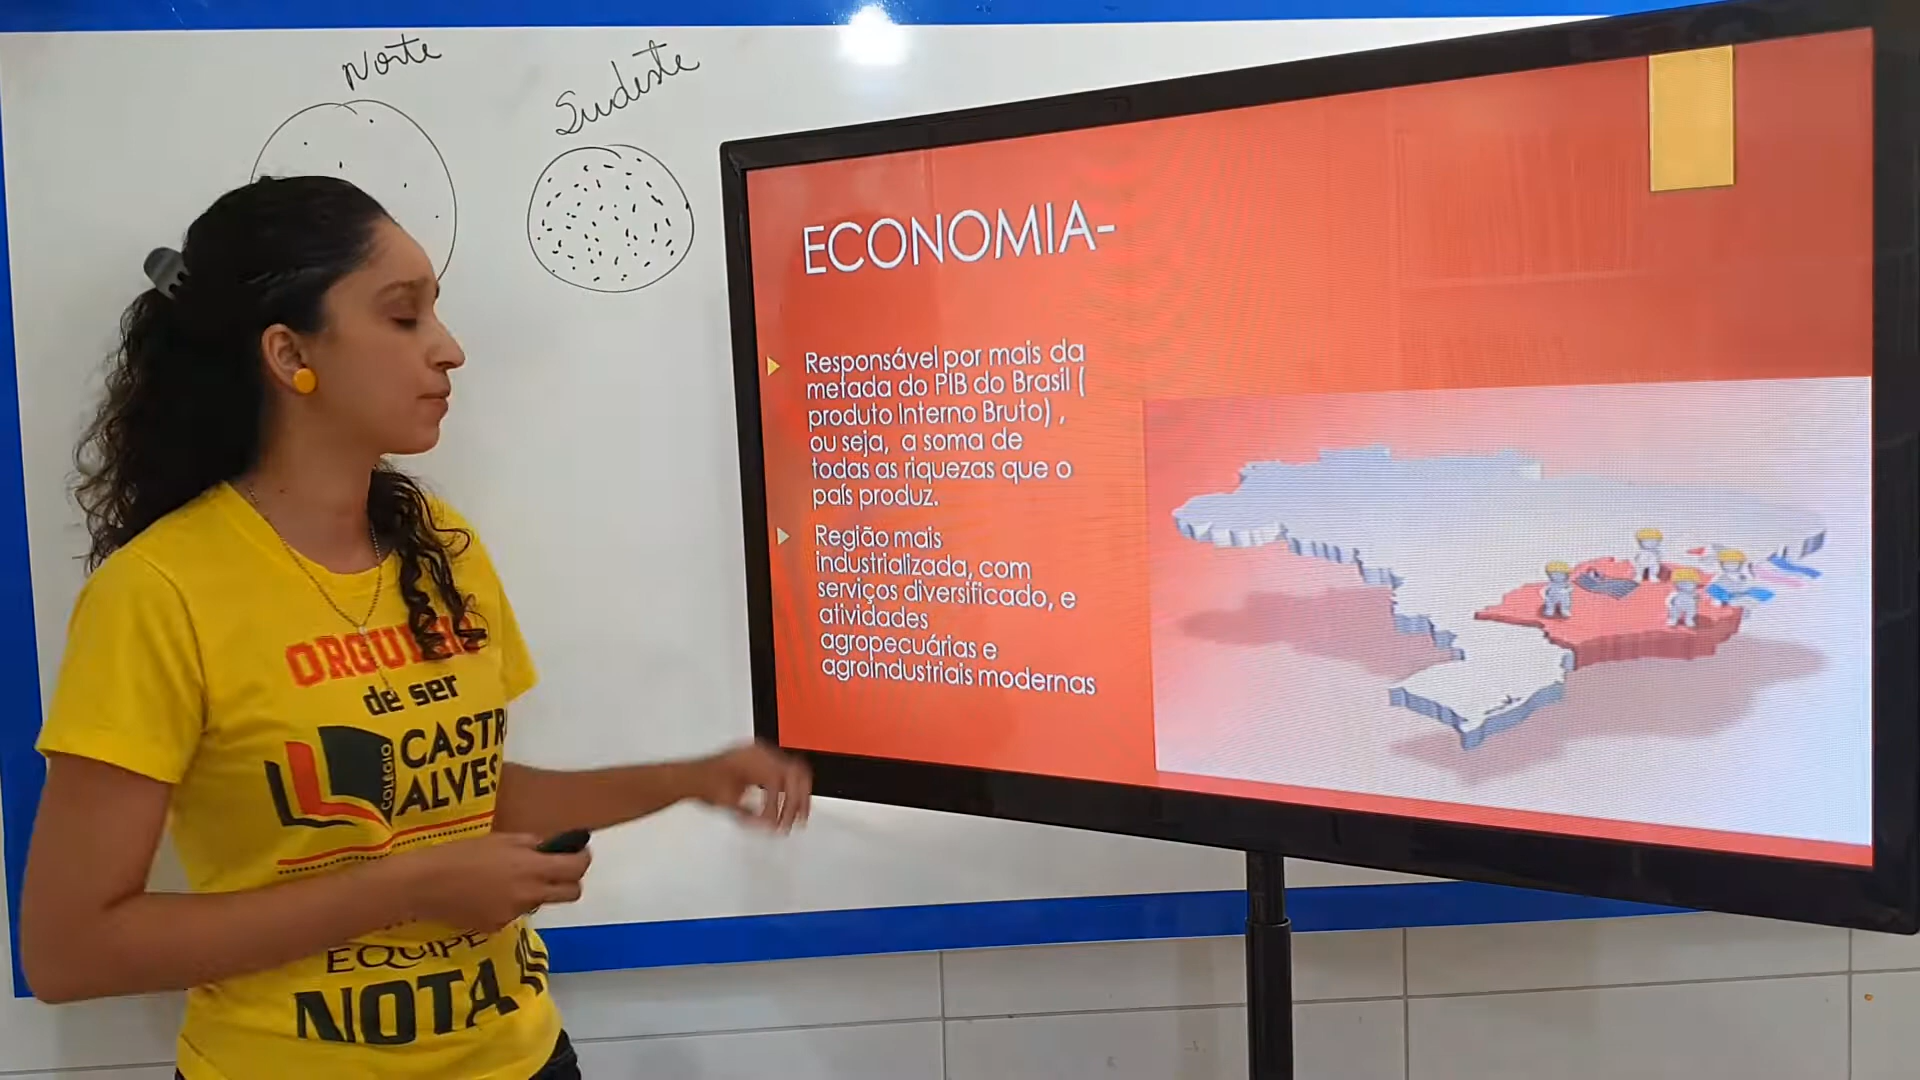 Norte
Sudeste
ECONOMIA-
Responsável por mais da
metada do PIB do Brasil (
produto Interno Bruto) ,
ou seja, a soma de
todas as riquezas que o
país produz.
Região mais
industrializada, com
serviços diversificado, e
atividades
agropecuárias e
agroindustriais modernas
de ser
COLÉGIO
CASTR
ALVES
EQUIPE
NOTA